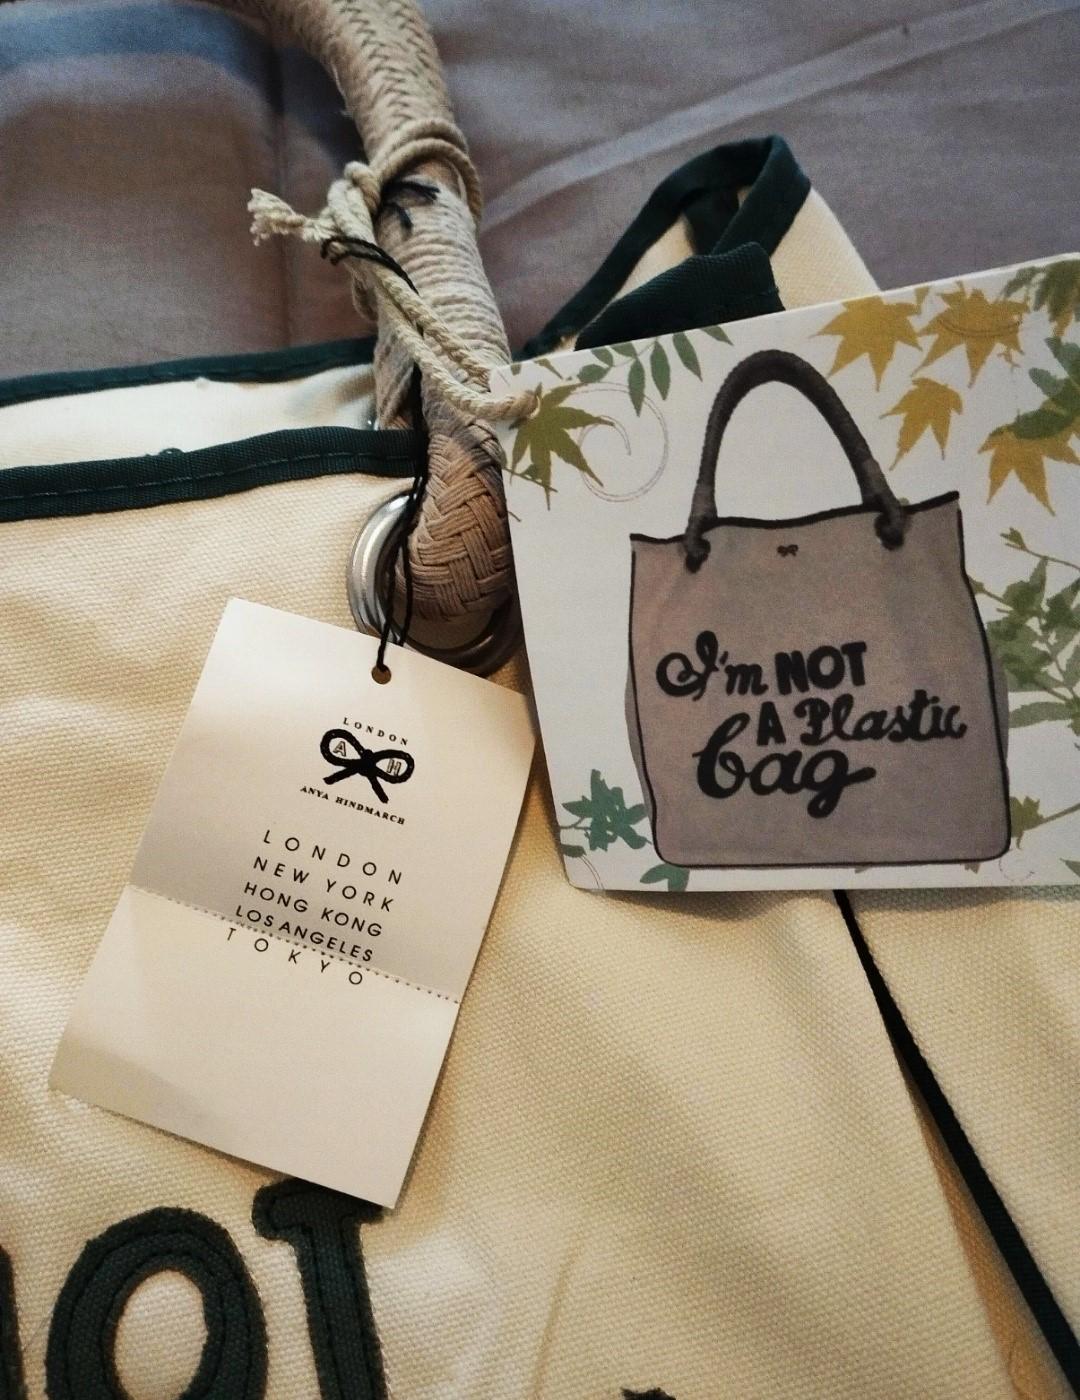 LONDON
A H
ANYA HINDMARCH
LONDON
NEW YORK
HONG KONG
LOS ANGELES
TOKYO
I'm NOT
A Plastic
bag